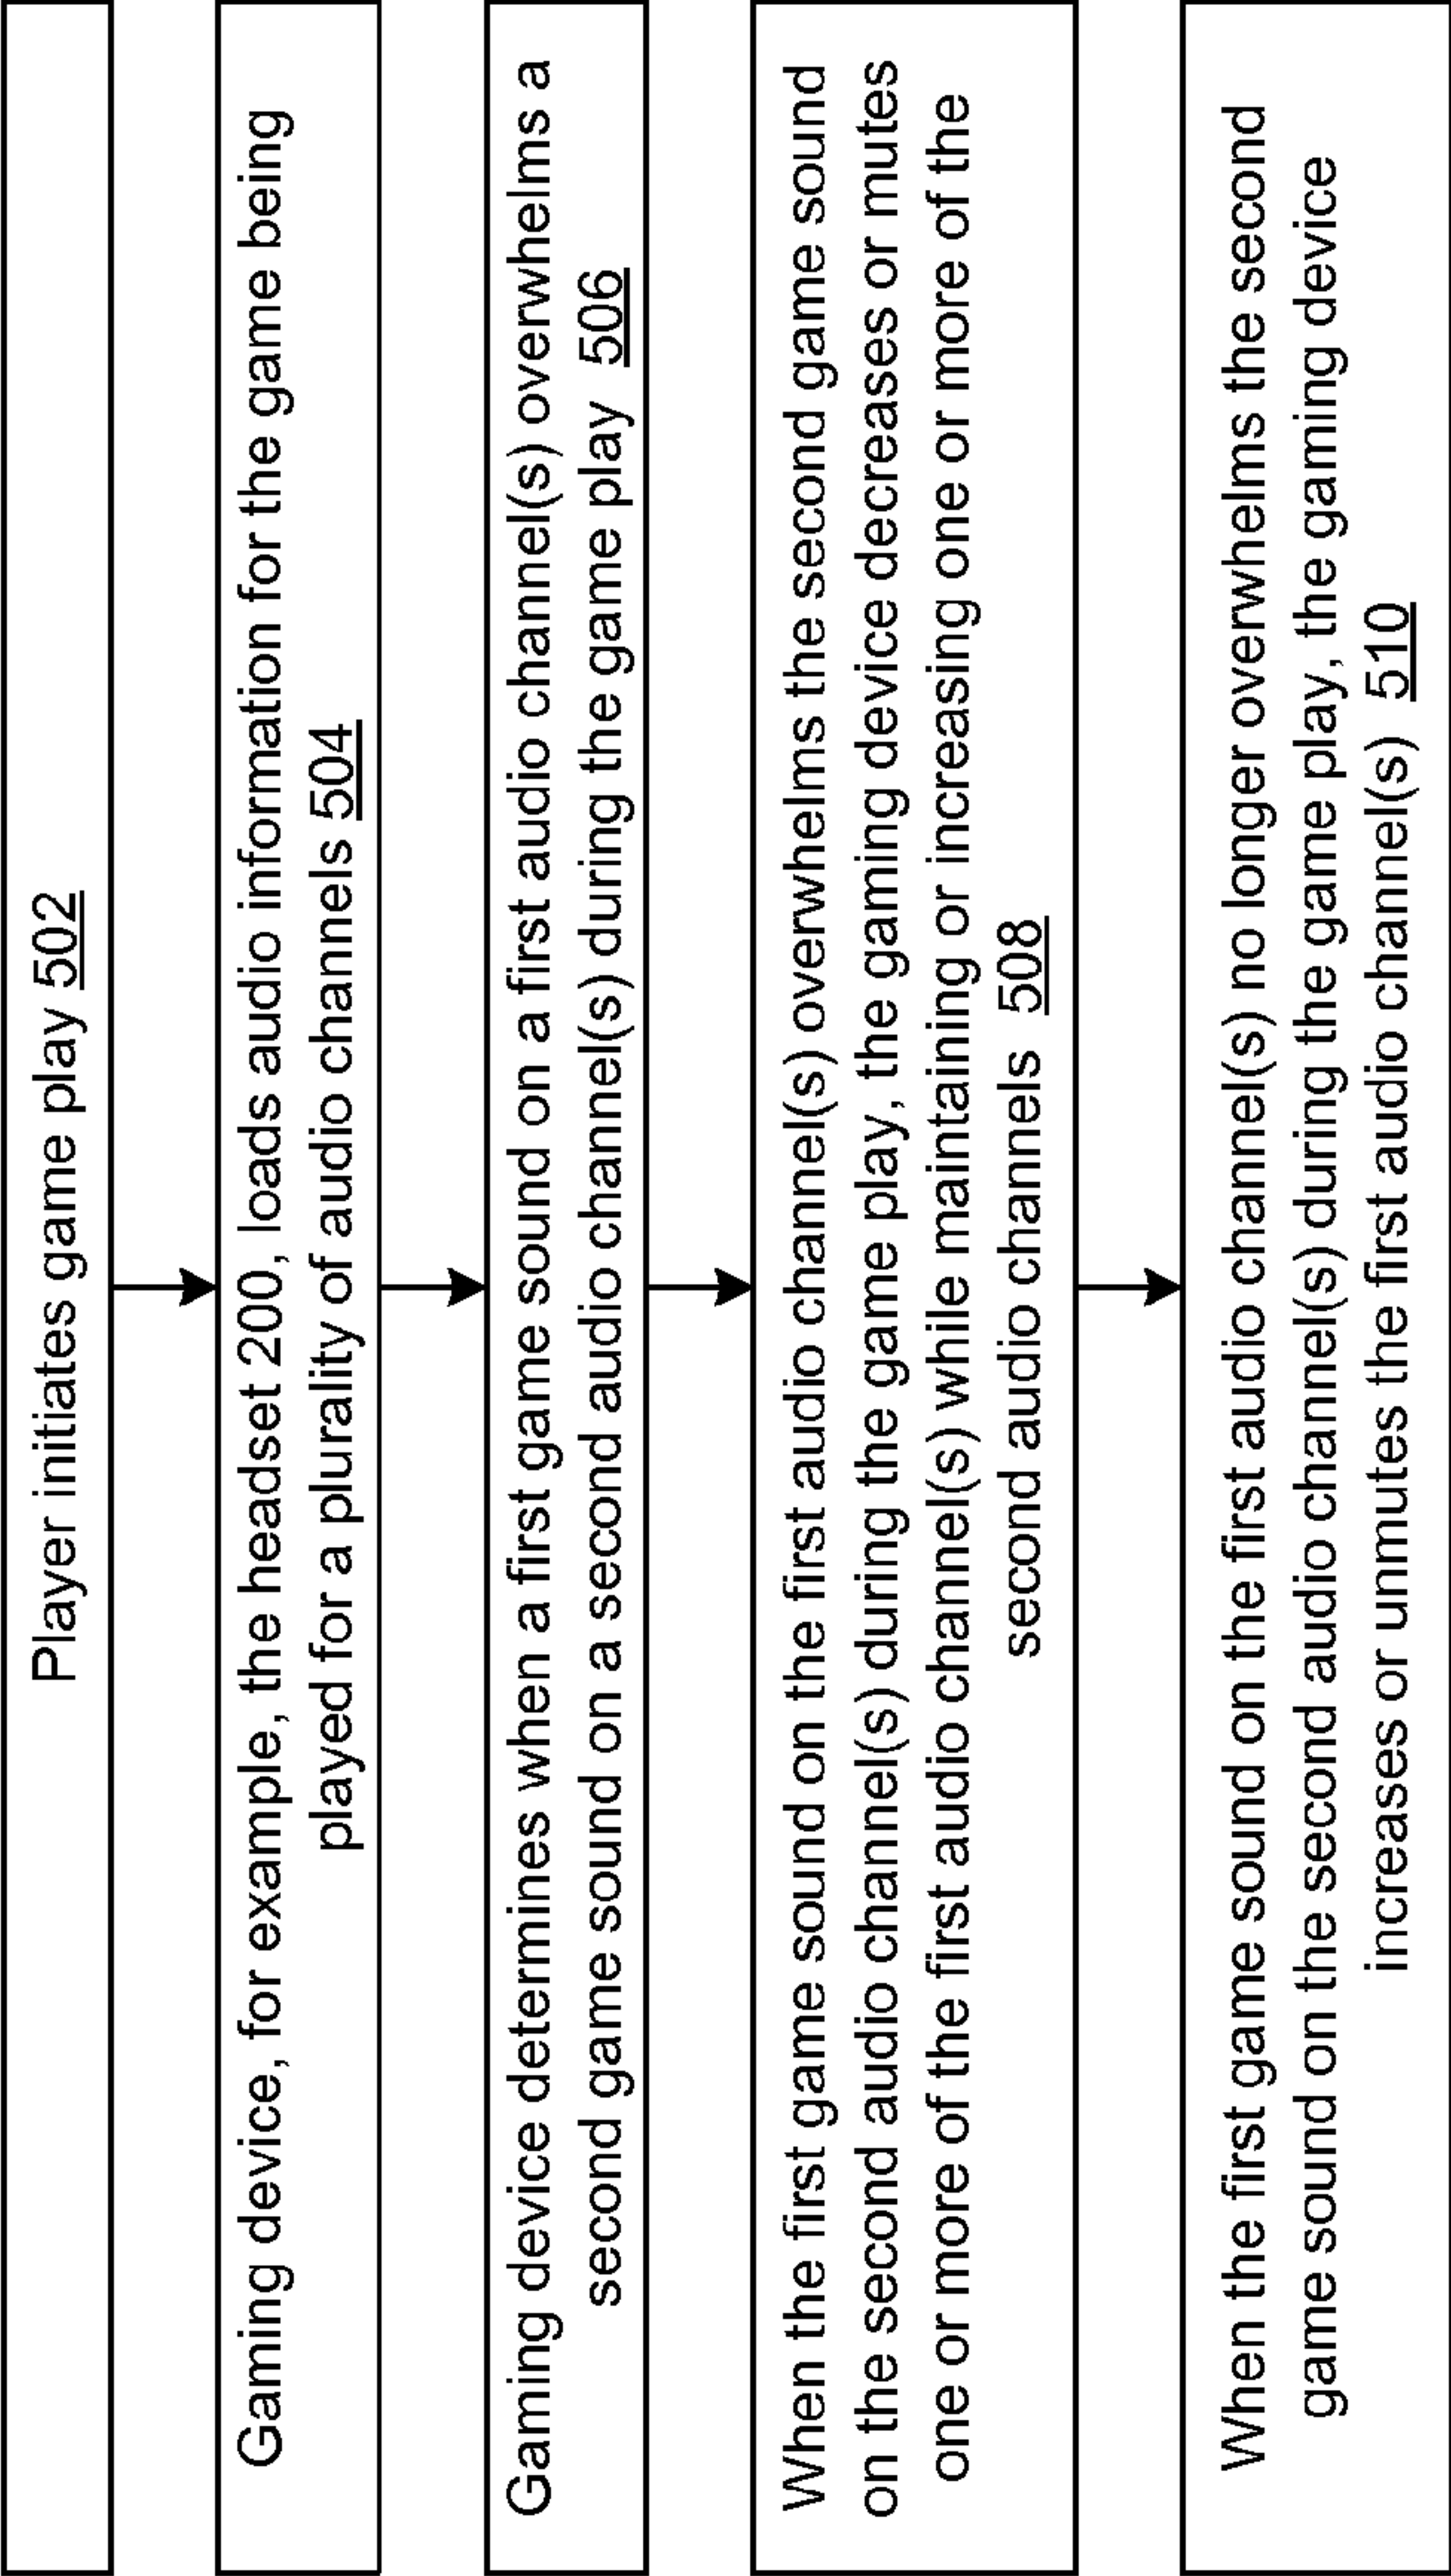 Player initiates game play 502
Gaming device, for example, the headset 200, loads audio information for the game being
played for a plurality of audio channels 504
Gaming device determines when a first game sound on a first audio channel(s) overwhelms a
second game sound on a second audio channel(s) during the game play 506
When the first game sound on the first audio channel(s) overwhelms the second game sound
on the second audio channel(s) during the game play, the gaming device decreases or mutes
one or more of the first audio channel(s) while maintaining or increasing one or more of the
second audio channels 508
When the first game sound on the first audio channel(s) no longer overwhelms the second
game sound on the second audio channel(s) during the game play, the gaming device
increases or unmutes the first audio channel(s) 510